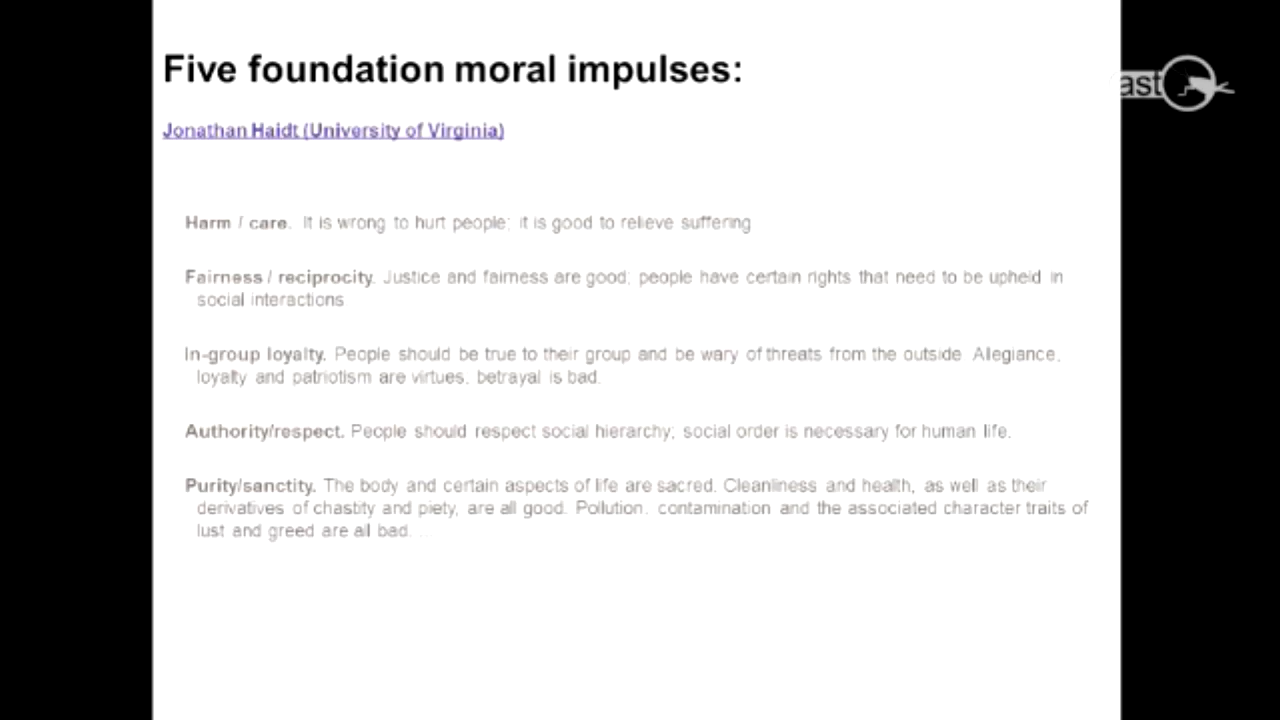 Five foundation moral impulses:
ast
Jonathan Haidt (University of Virginia)
Harm / care. It is wrong to hurt people; it is good to relieve suffering
Fairness / reciprocity. Justice and fairness are good; people have certain rights that need to be upheld in
social interactions
In-group loyalty. People should be true to their group and be wary of threats from the outside. Allegiance,
loyalty and patriotism are virtues, betrayal is bad.
Authority/respect. People should respect social hierarchy; social order is necessary for human life.
Purity/sanctity. The body and certain aspects of life are sacred. Cleanliness and health, as well as their
derivatives of chastity and piety, are all good. Pollution, contamination and the associated character traits of
lust and greed are all bad. ...